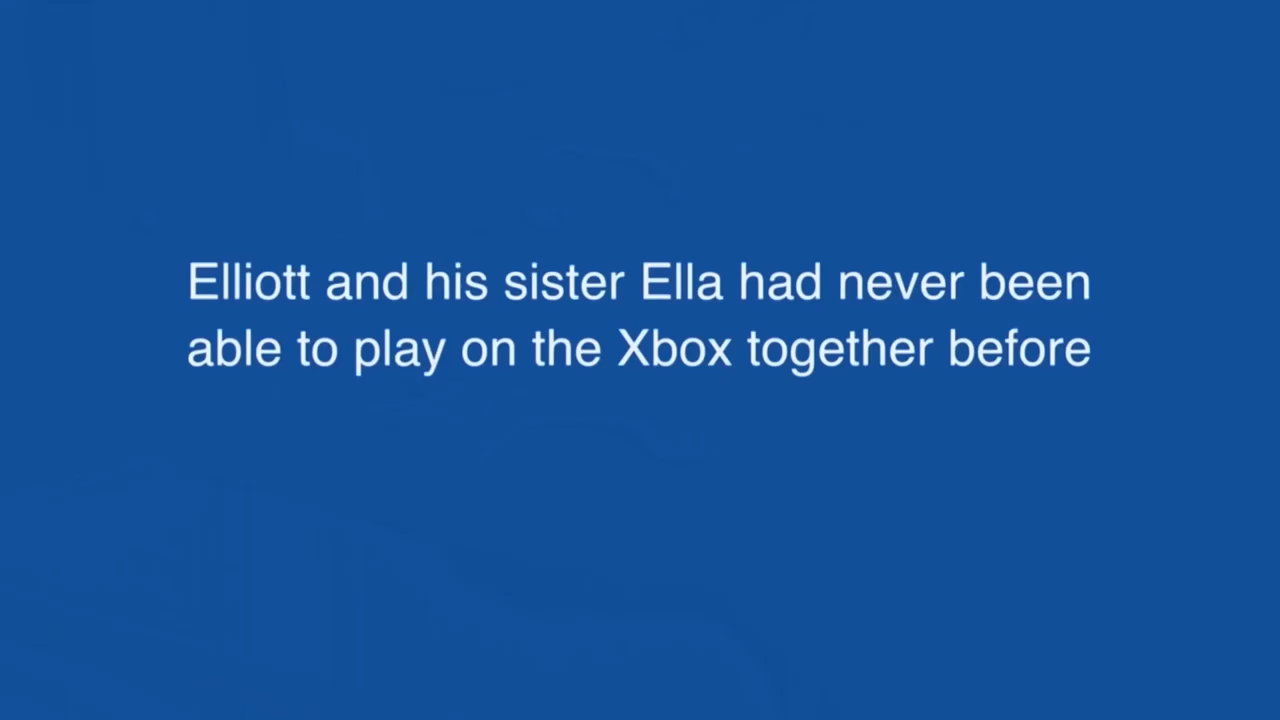 Elliott and his sister Ella had never been
able to play on the Xbox together before